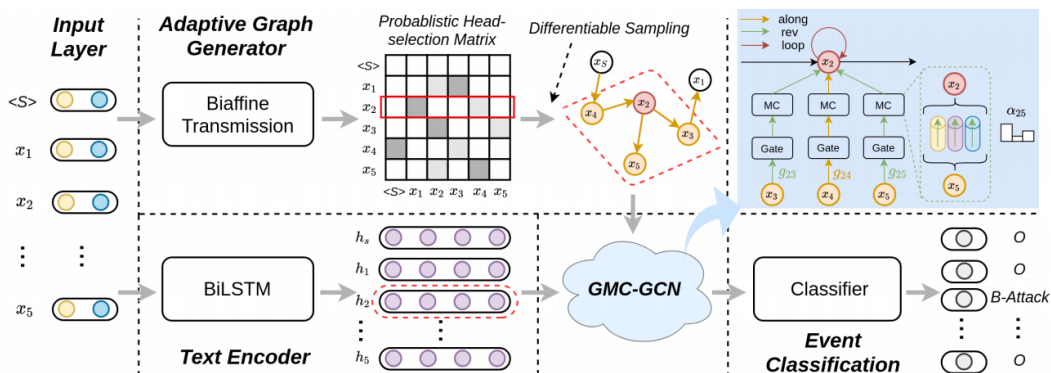 Input
Layer
<S>
x1
x2
x5
Adaptive Graph
Generator
Biaffine
Transmission
Probablistic Head-
selection Matrix
<S>
x1
x2
x3
x4
x5
<S> x1 x2 x3 x4 x5
Differentiable Sampling
xS
x4
x2
x1
x3
x5
along
rev
loop
x2
MC
MC
MC
Gate
Gate
Gate
g23
g24
g25
x3
x4
x5
x2
x5
α25
BiLSTM
Text Encoder
hs
h1
h2
h5
GMC-GCN
Classifier
Event
Classification
O
O
B-Attack
O